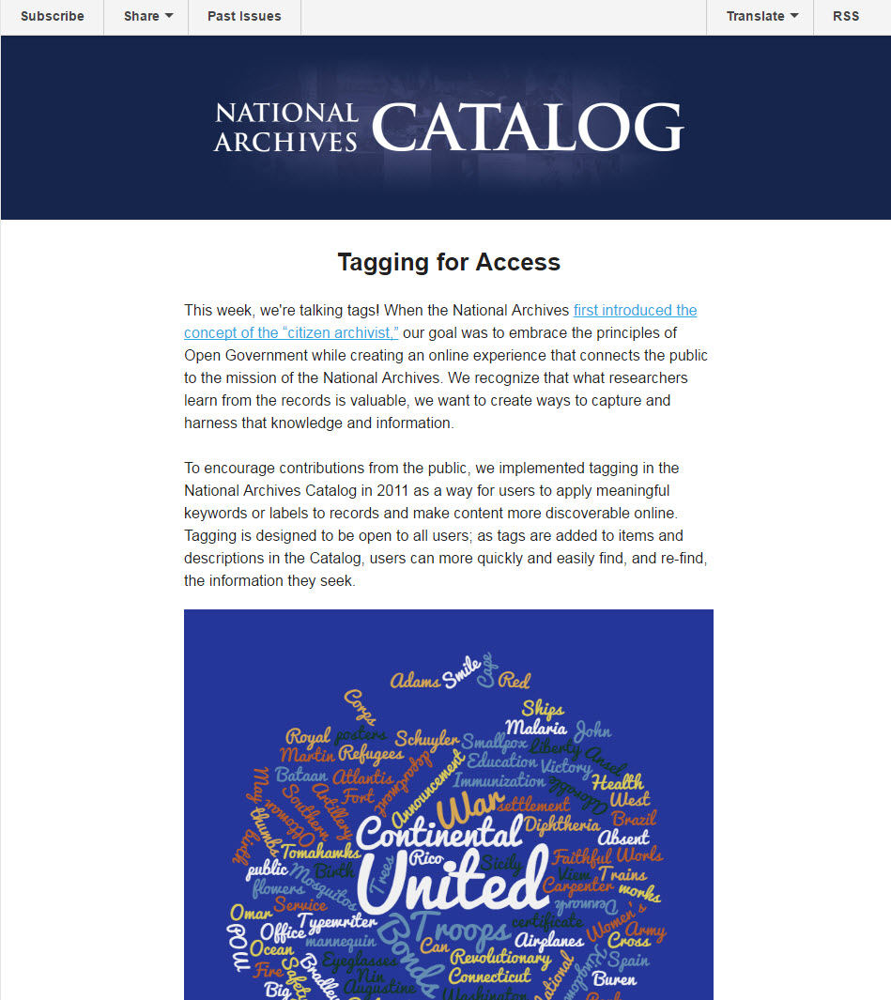 Subscribe Share Past Issues Translate RSS
NATIONAL
ARCHIVES
CATALOG
Tagging for Access
This week, we're talking tags! When the National Archives first introduced the
concept of the “citizen archivist,” our goal was to embrace the principles of
Open Government while creating an online experience that connects the public
to the mission of the National Archives. We recognize that what researchers
learn from the records is valuable, we want to create ways to capture and
harness that knowledge and information.
To encourage contributions from the public, we implemented tagging in the
National Archives Catalog in 2011 as a way for users to apply meaningful
keywords or labels to records and make content more discoverable online.
Tagging is designed to be open to all users; as tags are added to items and
descriptions in the Catalog, users can more quickly and easily find, and re-find,
the information they seek.
Adams Smile Cape Red
Corps
Ships
Malaria John
Royal posters Schuyler Smallpox Liberty Ansel
Martin Refugees department Announcement Education Victory
Bataan Atlantis Immunization Adorable Health
May Southern Artillery Fort War settlement West
Ottoman thumbs Continental Diphtheria Brazil
birch Absent
Tomahawks Rico Sicily Faithful Worls
public Birth Trees United View Trains
flowers Mosquitos Carpenter works
Omar Service Denmark Women's
Office Typewriter Troops certificate Army
POW mannequin Bonds Can Airplanes Cross
Ocean Eyeglasses Revolutionary Kingdom Spain
Fire Safety Bradley Nin Connecticut National Buren
Big Augustine Washington